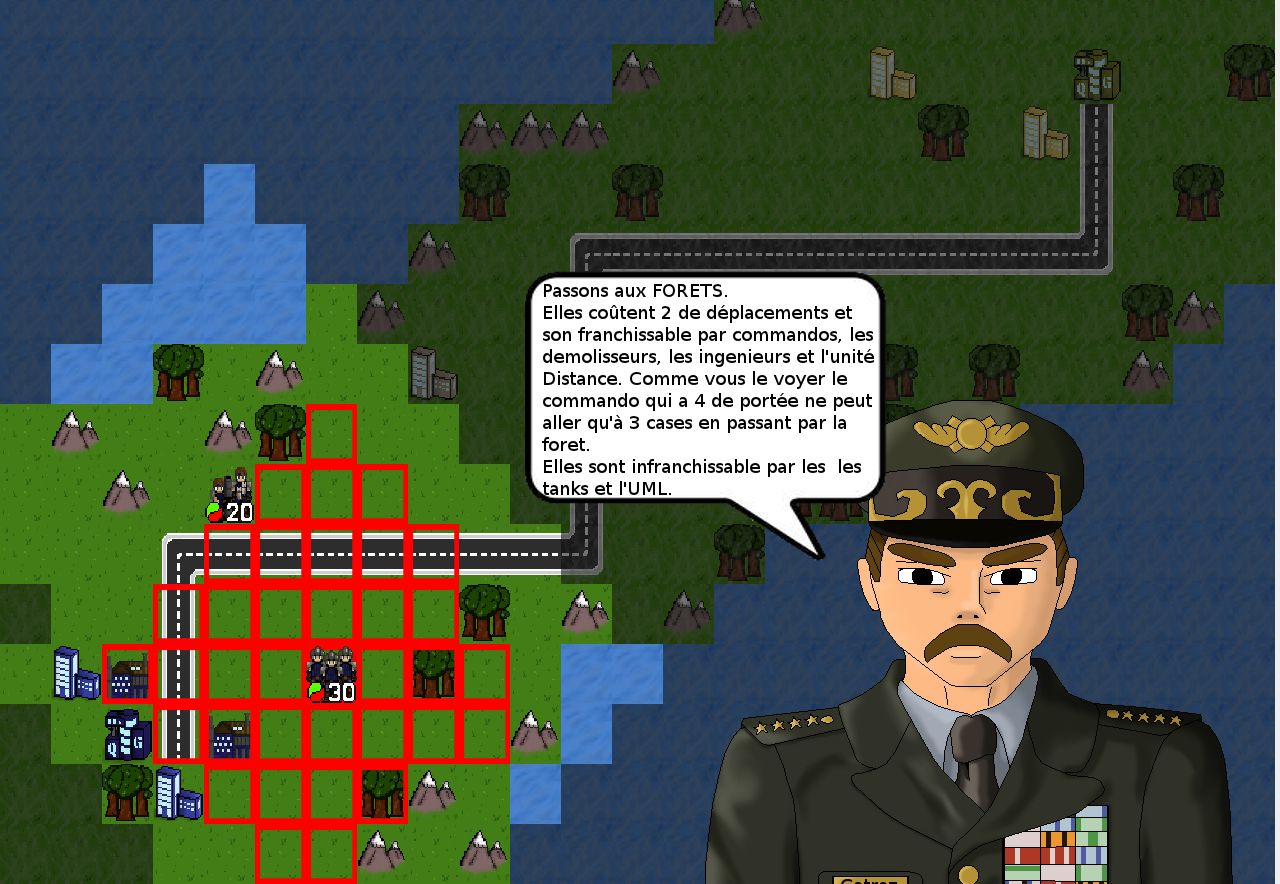 Passons aux FORETS.
Elles coûtent 2 de déplacements et
son franchissable par commandos, les
demolisseurs, les ingenieurs et l'unité
Distance. Comme vous le voyer le
commando qui a 4 de portée ne peut
aller qu'à 3 cases en passant par la
foret.
Elles sont infranchissable par les  les
tanks et l'UML.
20
30
Q G
Q G